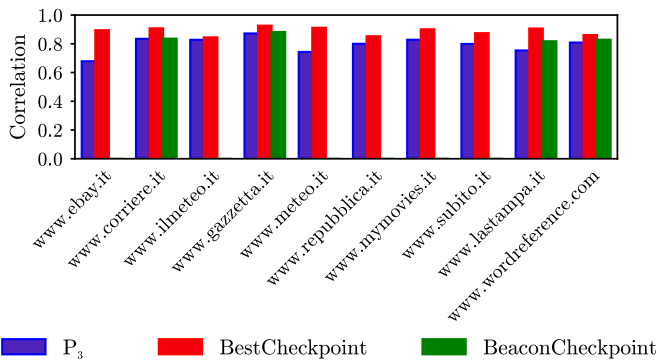 Correlation
1.0
0.8
0.6
0.4
0.2
0.0
www.ebay.it
www.corriere.it
www.ilmeteo.it
www.gazzetta.it
www.meteo.it
www.repubblica.it
www.mymovies.it
www.subito.it
www.lastampa.it
www.wordreference.com
P₃ BestCheckpoint BeaconCheckpoint